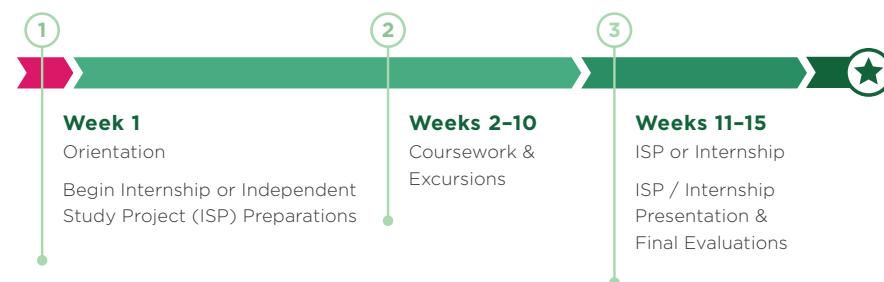 1
2
3
Week 1
Orientation
Begin Internship or Independent
Study Project (ISP) Preparations
Weeks 2–10
Coursework &
Excursions
Weeks 11–15
ISP or Internship
ISP / Internship
Presentation &
Final Evaluations